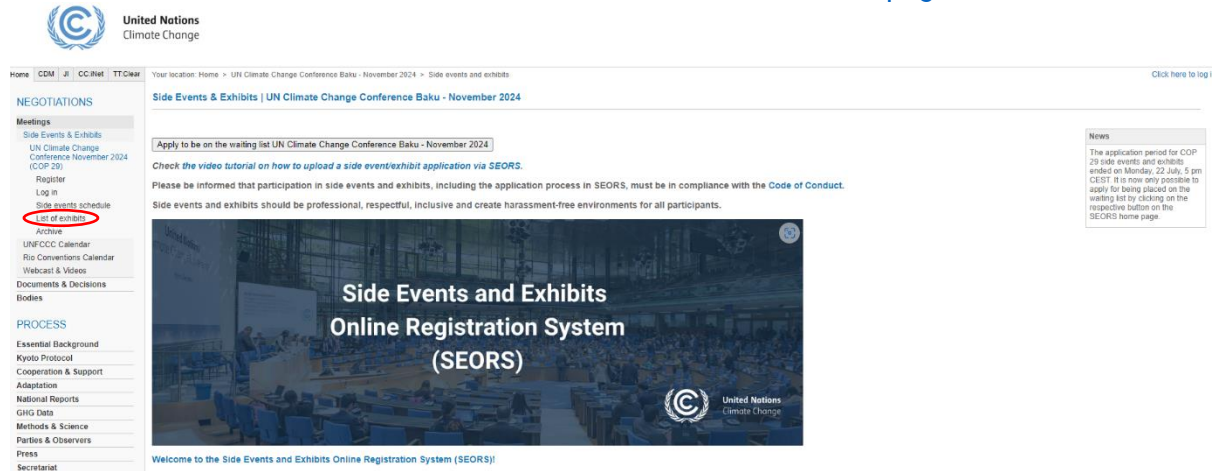 United Nations
Climate Change
Home CDM JI CC:iNet TT:Clear
Your location: Home > UN Climate Change Conference Baku - November 2024 > Side events and exhibits
Click here to log i
NEGOTIATIONS
Meetings
Side Events & Exhibits
UN Climate Change
Conference November 2024
(COP 29)
Register
Log in
Side events schedule
List of exhibits
Archive
UNFCCC Calendar
Rio Conventions Calendar
Webcast & Videos
Documents & Decisions
Bodies
PROCESS
Essential Background
Kyoto Protocol
Cooperation & Support
Adaptation
National Reports
GHG Data
Methods & Science
Parties & Observers
Press
Secretariat
Side Events & Exhibits | UN Climate Change Conference Baku - November 2024
Apply to be on the waiting list UN Climate Change Conference Baku - November 2024
Check the video tutorial on how to upload a side event/exhibit application via SEORS.
Please be informed that participation in side events and exhibits, including the application process in SEORS, must be in compliance with the Code of Conduct.
Side events and exhibits should be professional, respectful, inclusive and create harassment-free environments for all participants.
Side Events and Exhibits
Online Registration System
(SEORS)
United Nations
Climate Change
Welcome to the Side Events and Exhibits Online Registration System (SEORS)!
News
The application period for COP
29 side events and exhibits
ended on Monday, 22 July, 5 pm
CEST. It is now only possible to
apply for being placed on the
waiting list by clicking on the
respective button on the
SEORS home page.